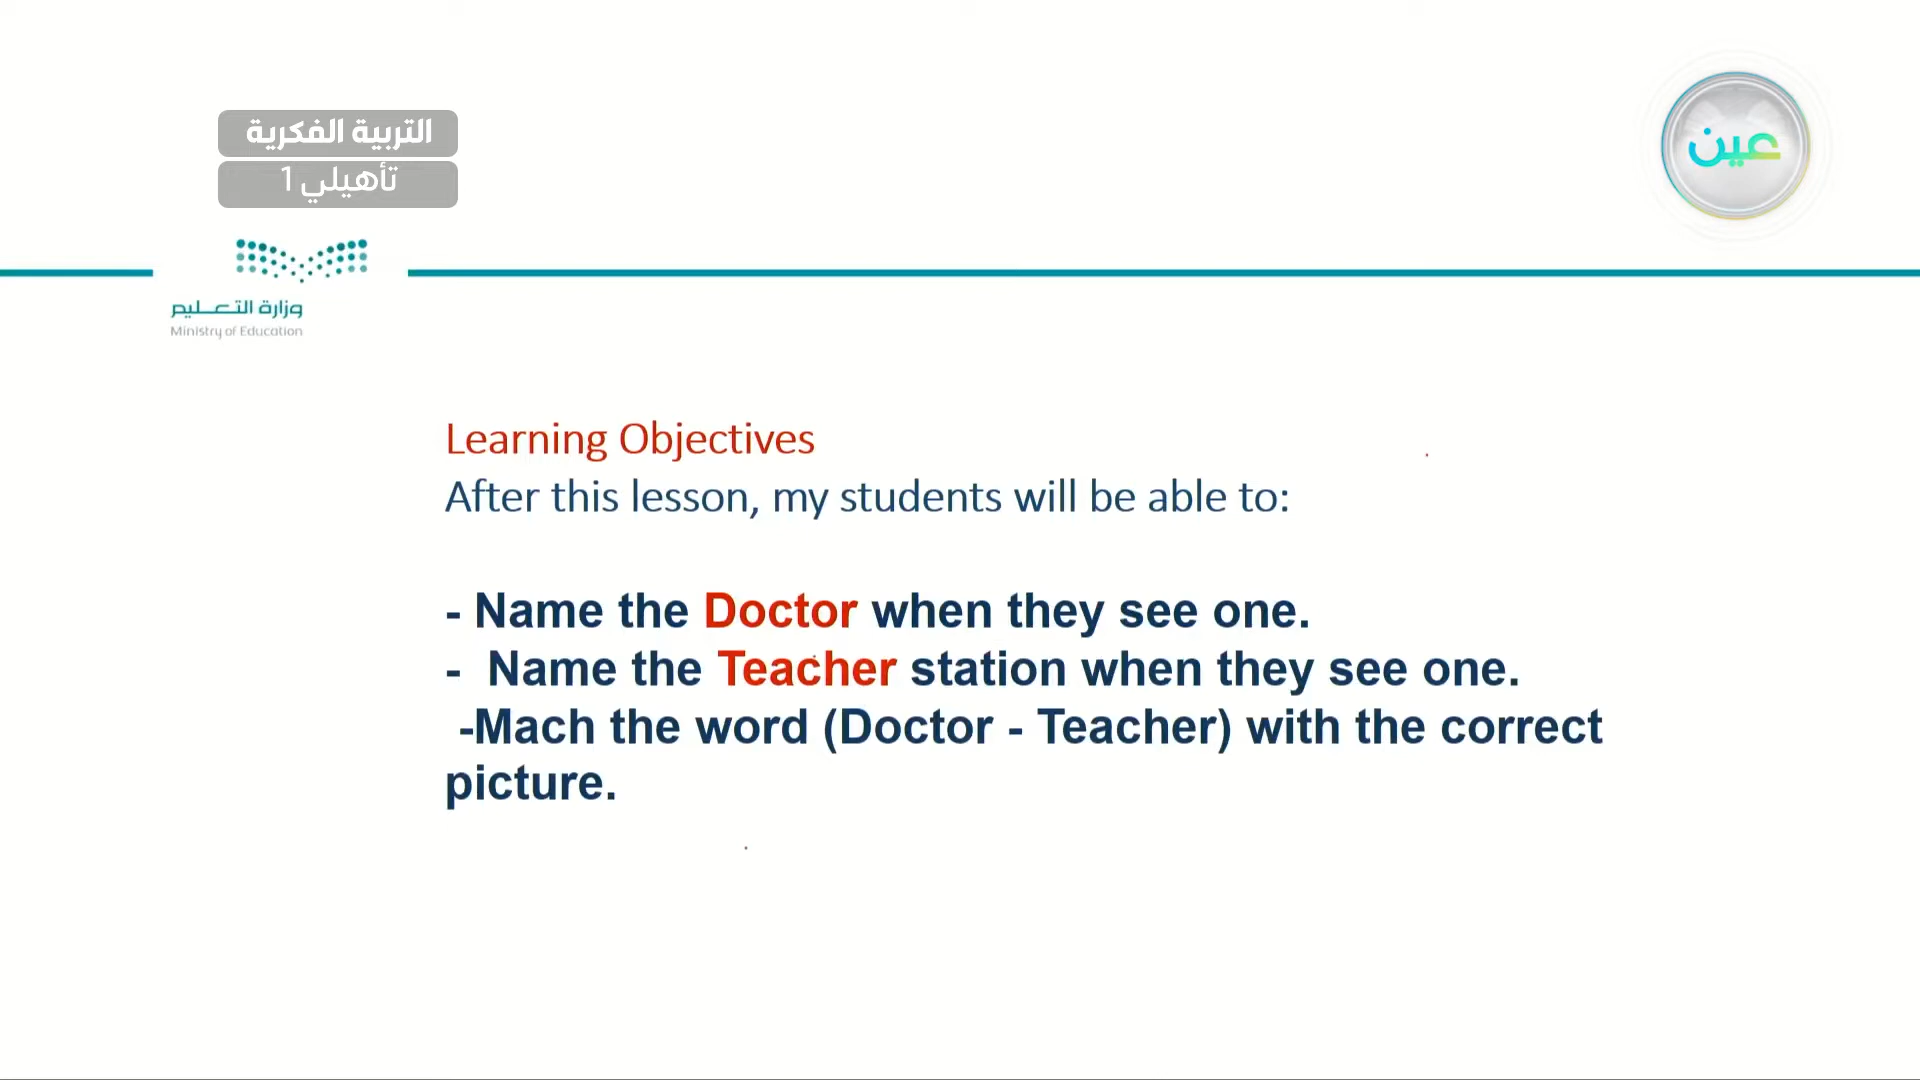 التربية الفكرية
تأهيلي 1
عين
وزارة التعليم
Ministry of Education
Learning Objectives
After this lesson, my students will be able to:
- Name the Doctor when they see one.
-  Name the Teacher station when they see one.
-Mach the word (Doctor - Teacher) with the correct
picture.